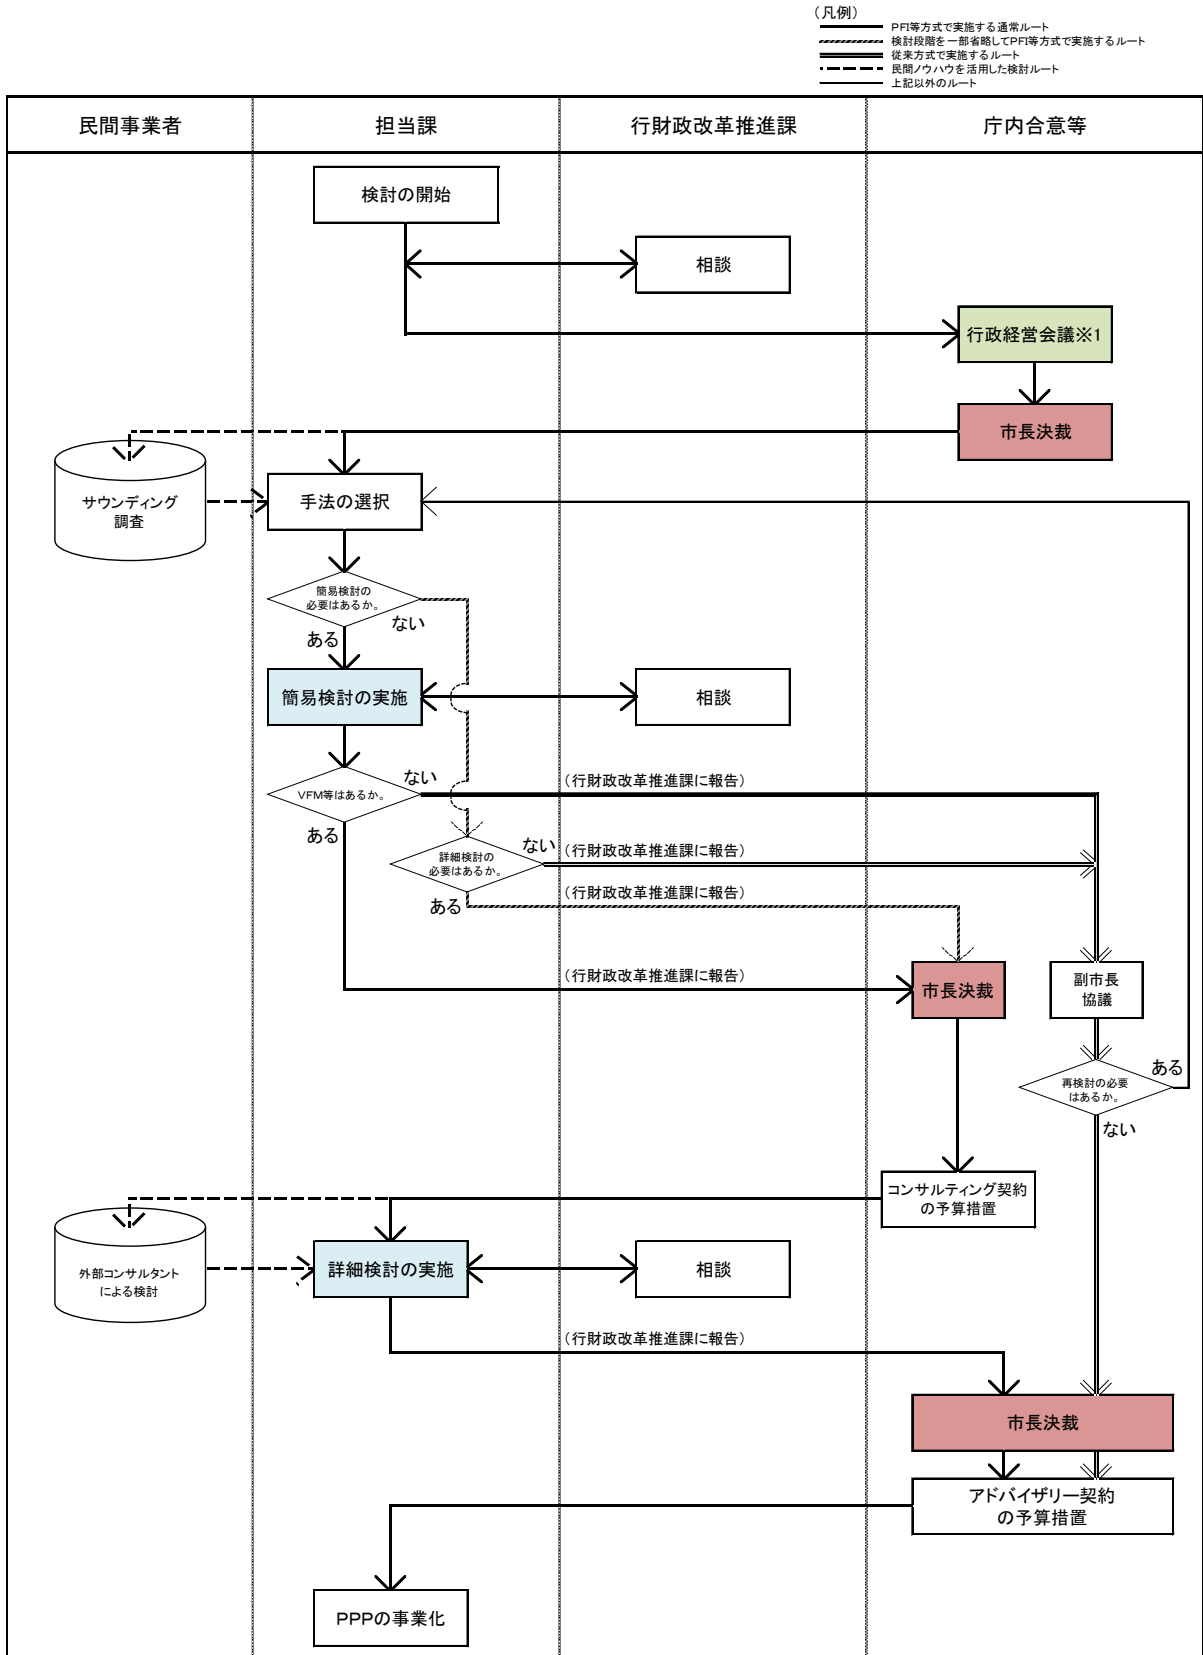 (凡例)
PFI等方式で実施する通常ルート
検討段階を一部省略してPFI等方式で実施するルート
従来方式で実施するルート
民間ノウハウを活用した検討ルート
上記以外のルート
民間事業者
担当課
行財政改革推進課
庁内合意等
検討の開始
相談
行政経営会議※1
市長決裁
サウンディング
調査
手法の選択
簡易検討の
必要はあるか。
ない
ある
簡易検討の実施
相談
VFM等はあるか。
ない
(行財政改革推進課に報告)
ある
詳細検討の
必要はあるか。
ない
(行財政改革推進課に報告)
ある
(行財政改革推進課に報告)
(行財政改革推進課に報告)
市長決裁
副市長
協議
再検討の必要
はあるか。
ある
ない
コンサルティング契約
の予算措置
外部コンサルタント
による検討
詳細検討の実施
相談
(行財政改革推進課に報告)
市長決裁
アドバイザリー契約
の予算措置
PPPの事業化